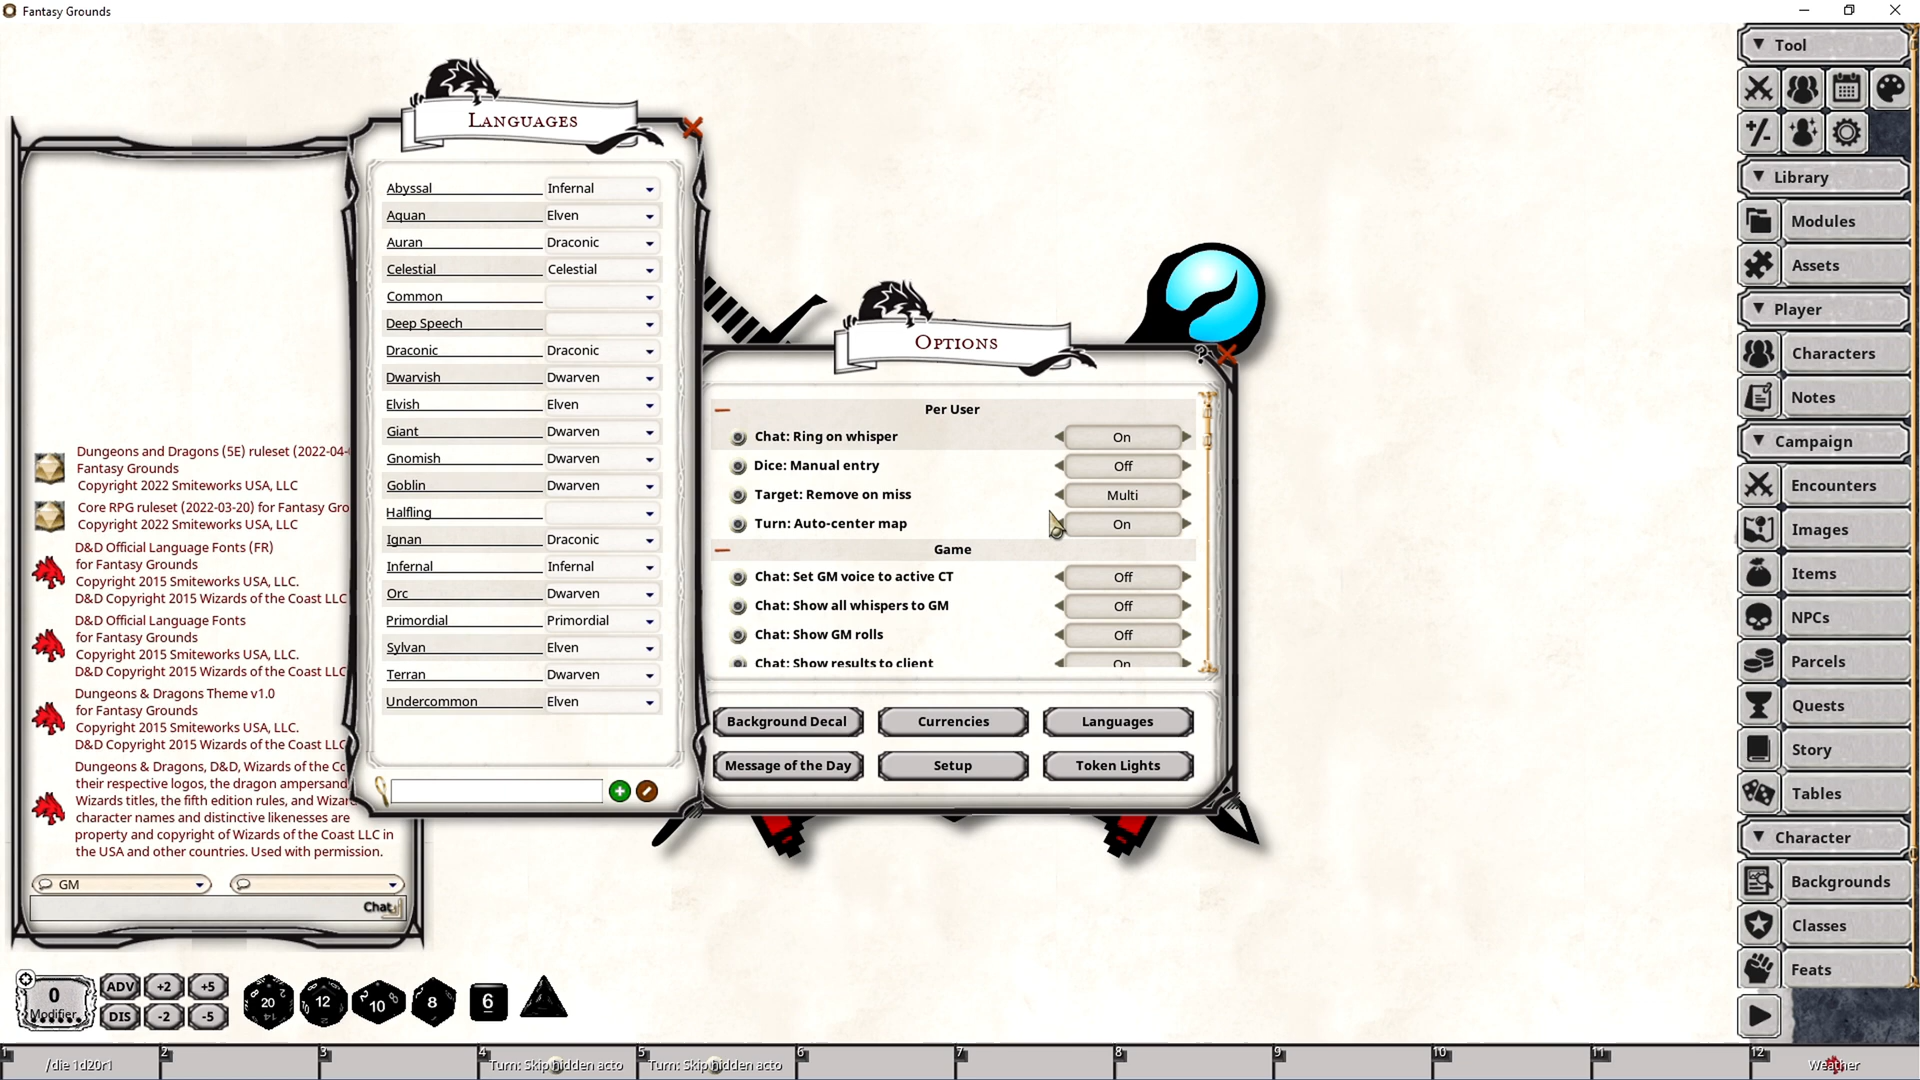 Fantasy Grounds
Languages
Abyssal Infernal
Aquan Elven
Auran Draconic
Celestial Celestial
Common
Deep Speech
Draconic Draconic
Dwarvish Dwarven
Elvish Elven
Giant Dwarven
Gnomish Dwarven
Goblin Dwarven
Halfling
Ignan Draconic
Infernal Infernal
Orc Dwarven
Primordial Primordial
Sylvan Elven
Terran Dwarven
Undercommon Elven
Dungeons and Dragons (5E) ruleset (2022-04-
Fantasy Grounds
Copyright 2022 Smiteworks USA, LLC
Core RPG ruleset (2022-03-20) for Fantasy Gro
Copyright 2022 Smiteworks USA, LLC
D&D Official Language Fonts (FR)
for Fantasy Grounds
Copyright 2015 Smiteworks USA, LLC.
D&D Copyright 2015 Wizards of the Coast LLC
D&D Official Language Fonts
for Fantasy Grounds
Copyright 2015 Smiteworks USA, LLC.
D&D Copyright 2015 Wizards of the Coast LLC
Dungeons & Dragons Theme v1.0
for Fantasy Grounds
Copyright 2015 Smiteworks USA, LLC.
D&D Copyright 2015 Wizards of the Coast LLC
Dungeons & Dragons, D&D, Wizards of the Co
their respective logos, the dragon ampersand
Wizards titles, the fifth edition rules, and Wizar
character names and distinctive likenesses are
property and copyright of Wizards of the Coast LLC in
the USA and other countries. Used with permission.
GM
Chat
Options
?
Per User
Chat: Ring on whisper On
Dice: Manual entry Off
Target: Remove on miss Multi
Turn: Auto-center map On
Game
Chat: Set GM voice to active CT Off
Chat: Show all whispers to GM Off
Chat: Show GM rolls Off
Chat: Show results to client On
Background Decal Currencies Languages
Message of the Day Setup Token Lights
Tool
+/-
Library
Modules
Assets
Player
Characters
Notes
Campaign
Encounters
Images
Items
NPCs
Parcels
Quests
Story
Tables
Character
Backgrounds
Classes
Feats
0
Modifier
ADV +2 +5
DIS -2 -5
20 12 10 8 6
1 2 3 4 5 6 7 8 9 10 11 12
/die 1d20r1 Turn: Skip hidden acto Turn: Skip hidden acto Weather